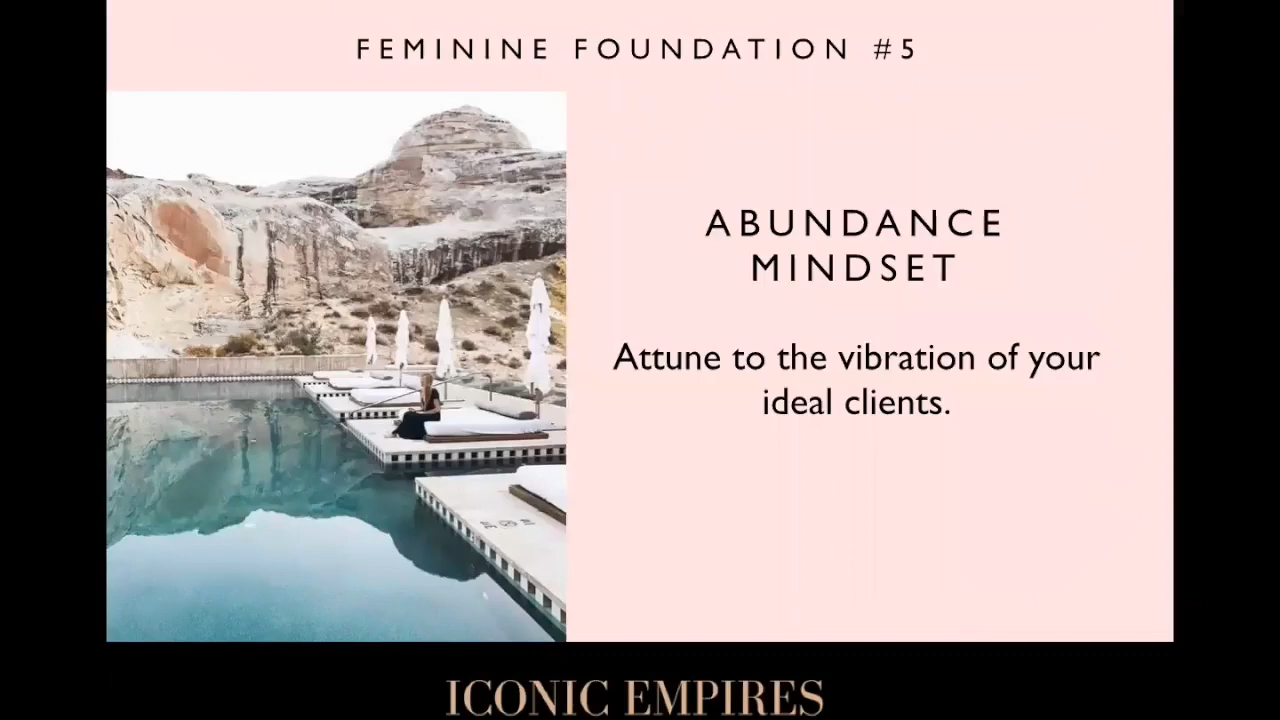 FEMININE FOUNDATION #5
ABUNDANCE
MINDSET
Attune to the vibration of your
ideal clients.
ICONIC EMPIRES